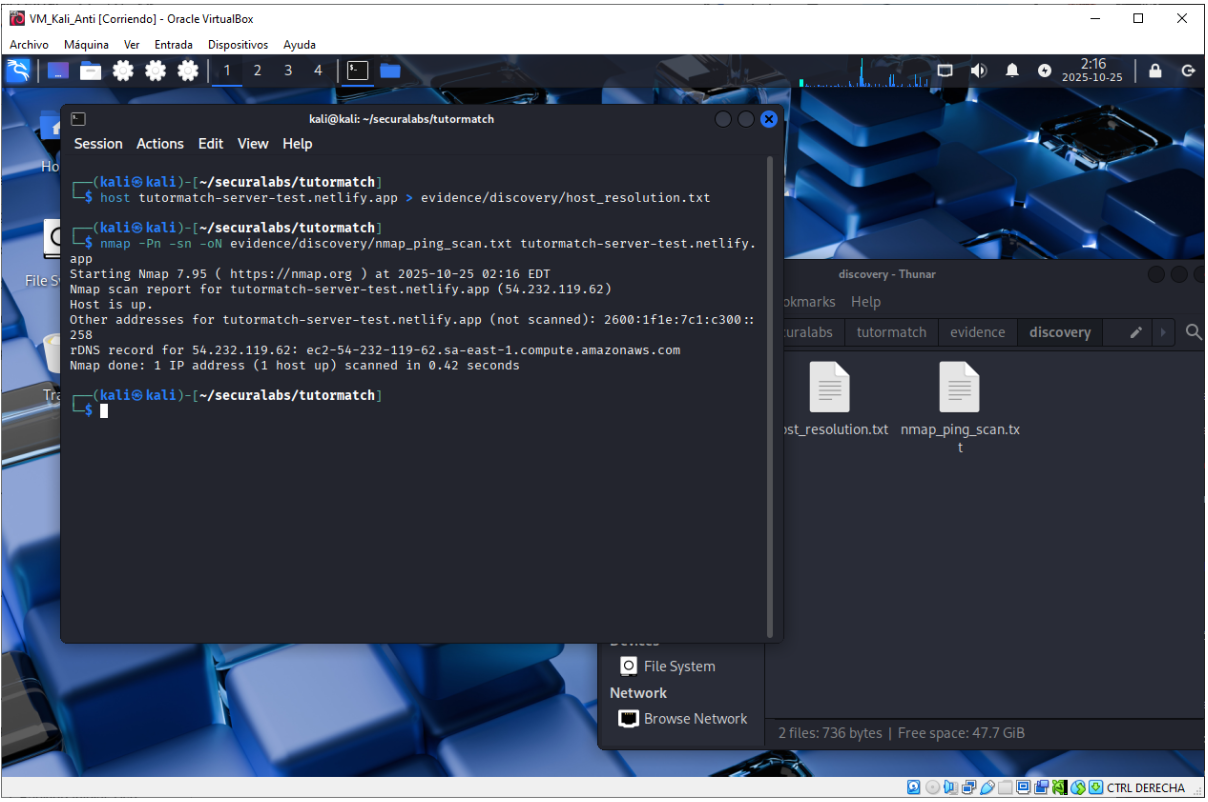 VM_Kali_Anti [Corriendo] - Oracle VirtualBox
Archivo Máquina Ver Entrada Dispositivos Ayuda
1 2 3 4
2:16
2025-10-25
kali@kali: ~/securalabs/tutormatch
Session Actions Edit View Help
┌──(kali㉿kali)-[~/securalabs/tutormatch]
└─$ host tutormatch-server-test.netlify.app > evidence/discovery/host_resolution.txt
┌──(kali㉿kali)-[~/securalabs/tutormatch]
└─$ nmap -Pn -sn -oN evidence/discovery/nmap_ping_scan.txt tutormatch-server-test.netlify.
app
Starting Nmap 7.95 ( https://nmap.org ) at 2025-10-25 02:16 EDT
Nmap scan report for tutormatch-server-test.netlify.app (54.232.119.62)
Host is up.
Other addresses for tutormatch-server-test.netlify.app (not scanned): 2600:1f1e:7c1:c300::
258
rDNS record for 54.232.119.62: ec2-54-232-119-62.sa-east-1.compute.amazonaws.com
Nmap done: 1 IP address (1 host up) scanned in 0.42 seconds
┌──(kali㉿kali)-[~/securalabs/tutormatch]
└─$
Ho
File Sy
Tra
discovery - Thunar
okmarks Help
uralabs tutormatch evidence discovery
ost_resolution.txt nmap_ping_scan.tx
t
Devices
File System
Network
Browse Network
2 files: 736 bytes | Free space: 47.7 GiB
CTRL DERECHA